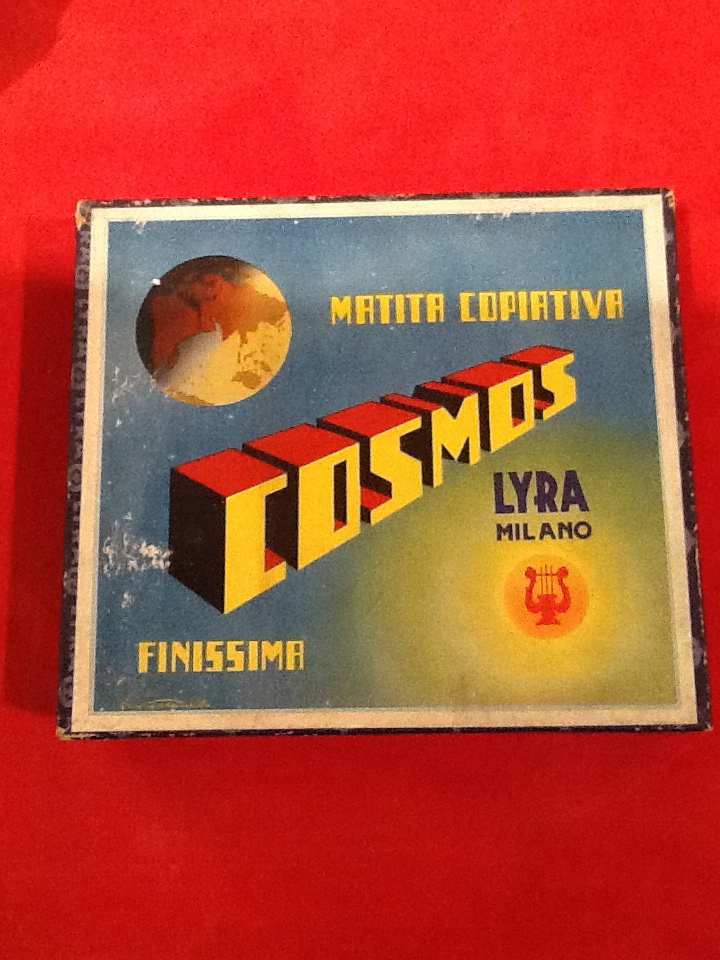 MATITA COPIATIVA
COSMOS
LYRA
MILANO
FINISSIMA